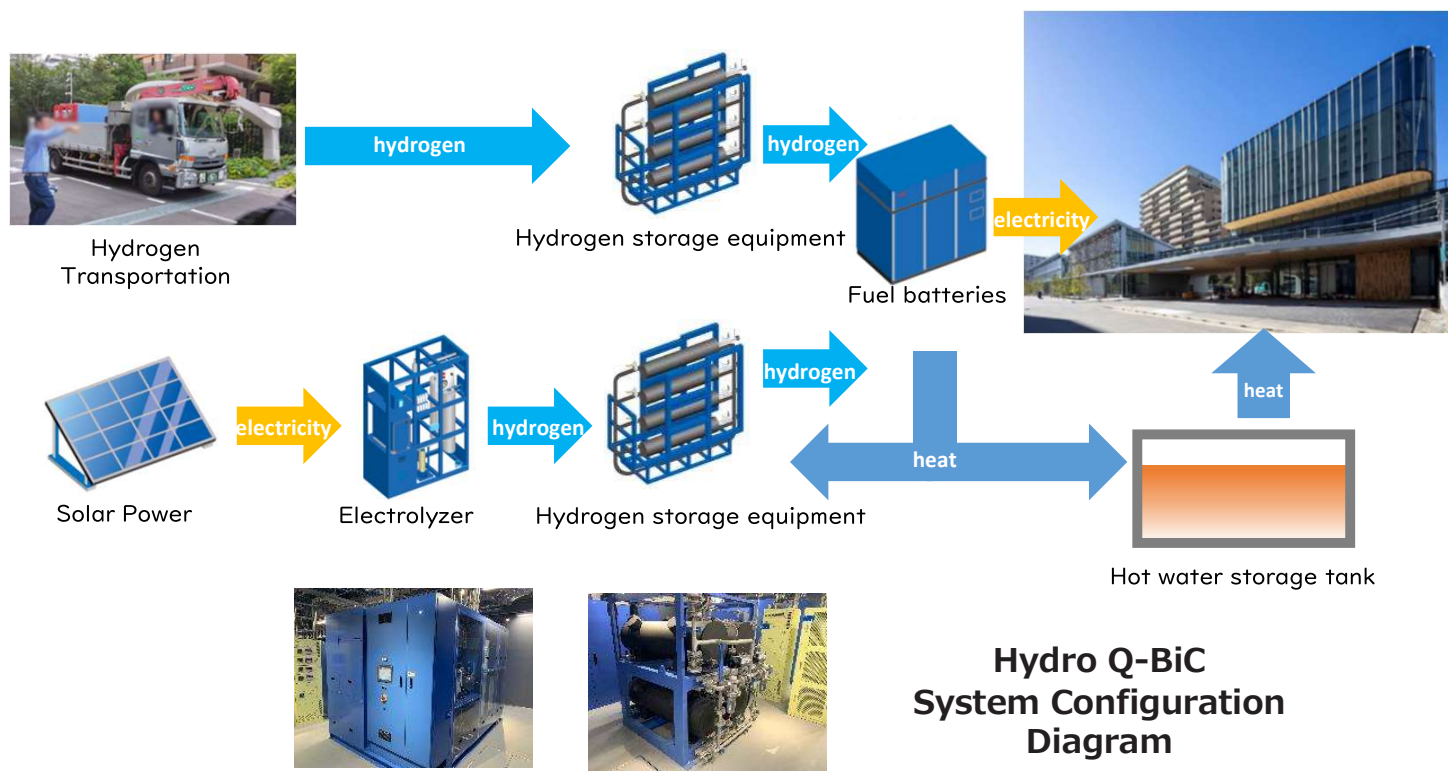 hydrogen
hydrogen
electricity
Hydrogen
Transportation
Hydrogen storage equipment
Fuel batteries
hydrogen
heat
electricity
hydrogen
heat
Solar Power
Electrolyzer
Hydrogen storage equipment
Hot water storage tank
Hydro Q-BiC
System Configuration
Diagram